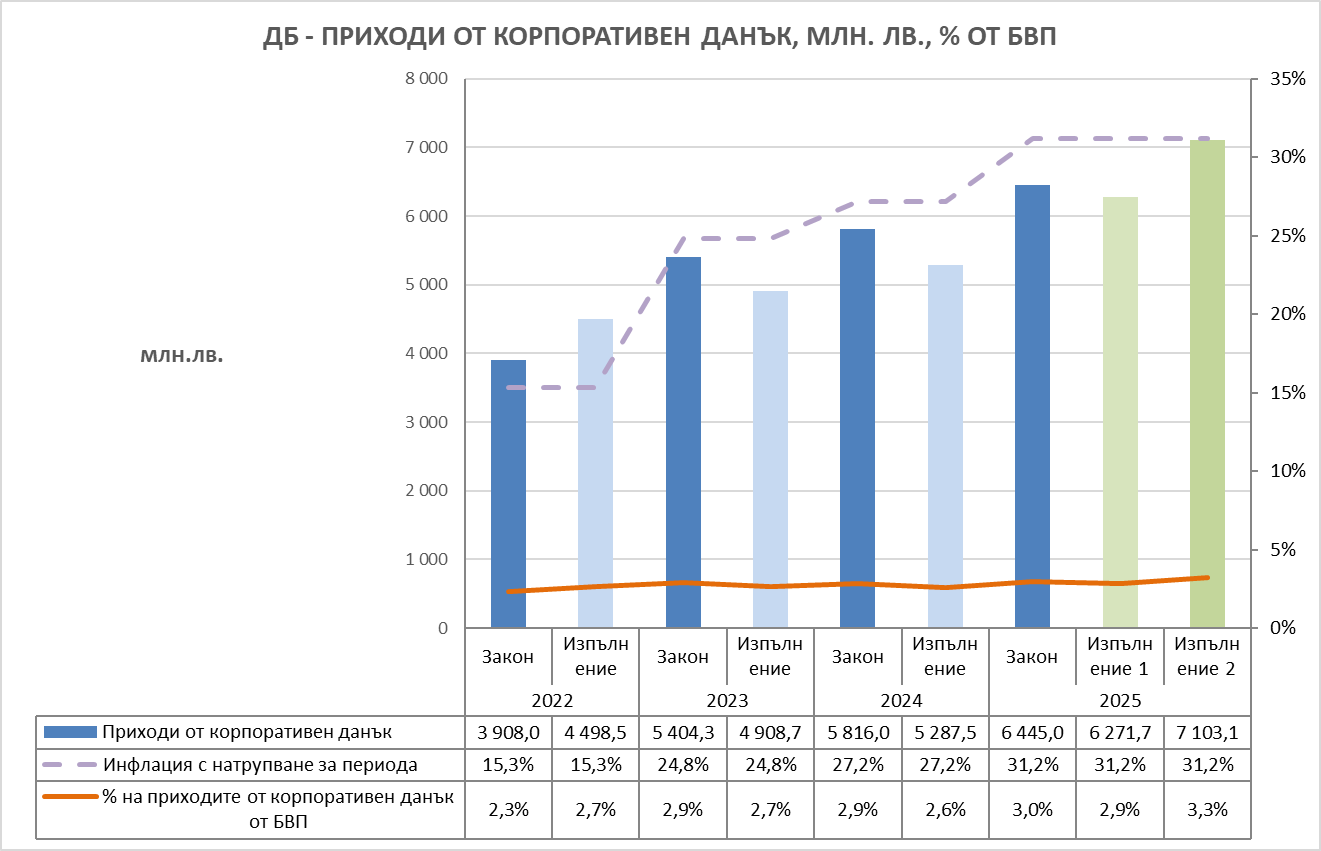 ДБ - ПРИХОДИ ОТ КОРПОРАТИВЕН ДАНЪК, МЛН. ЛВ., % ОТ БВП
млн.лв.
8 000
7 000
6 000
5 000
4 000
3 000
2 000
1 000
0
35%
30%
25%
20%
15%
10%
5%
0%
Закон Изпълн Закон Изпълн Закон Изпълн Закон Изпълн Изпълн
ение ение ение ение 1 ение 2
2022 2023 2024 2025
Приходи от корпоративен данък 3 908,0 4 498,5 5 404,3 4 908,7 5 816,0 5 287,5 6 445,0 6 271,7 7 103,1
Инфлация с натрупване за периода 15,3% 15,3% 24,8% 24,8% 27,2% 27,2% 31,2% 31,2% 31,2%
% на приходите от корпоративен данък
от БВП 2,3% 2,7% 2,9% 2,7% 2,9% 2,6% 3,0% 2,9% 3,3%